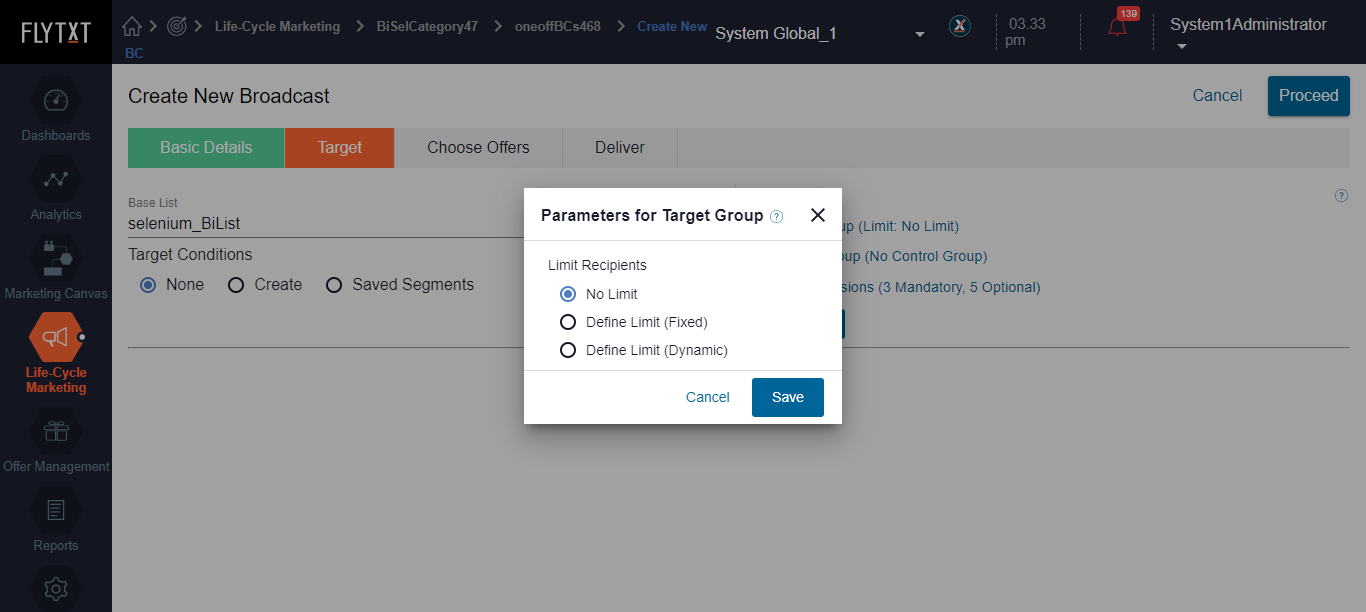 FLYTXT
Life-Cycle Marketing
BiSelCategory47
oneoffBCs468
Create New
BC
System Global_1
03.33
pm
139
System1Administrator
Dashboards
Analytics
Marketing Canvas
Life-Cycle
Marketing
Offer Management
Reports
Create New Broadcast
Cancel
Proceed
Basic Details
Target
Choose Offers
Deliver
Base List
selenium_BiList
Target Conditions
None
Create
Saved Segments
?
(Limit: No Limit)
(No Control Group)
(3 Mandatory, 5 Optional)
Parameters for Target Group ?
Limit Recipients
No Limit
Define Limit (Fixed)
Define Limit (Dynamic)
Cancel
Save